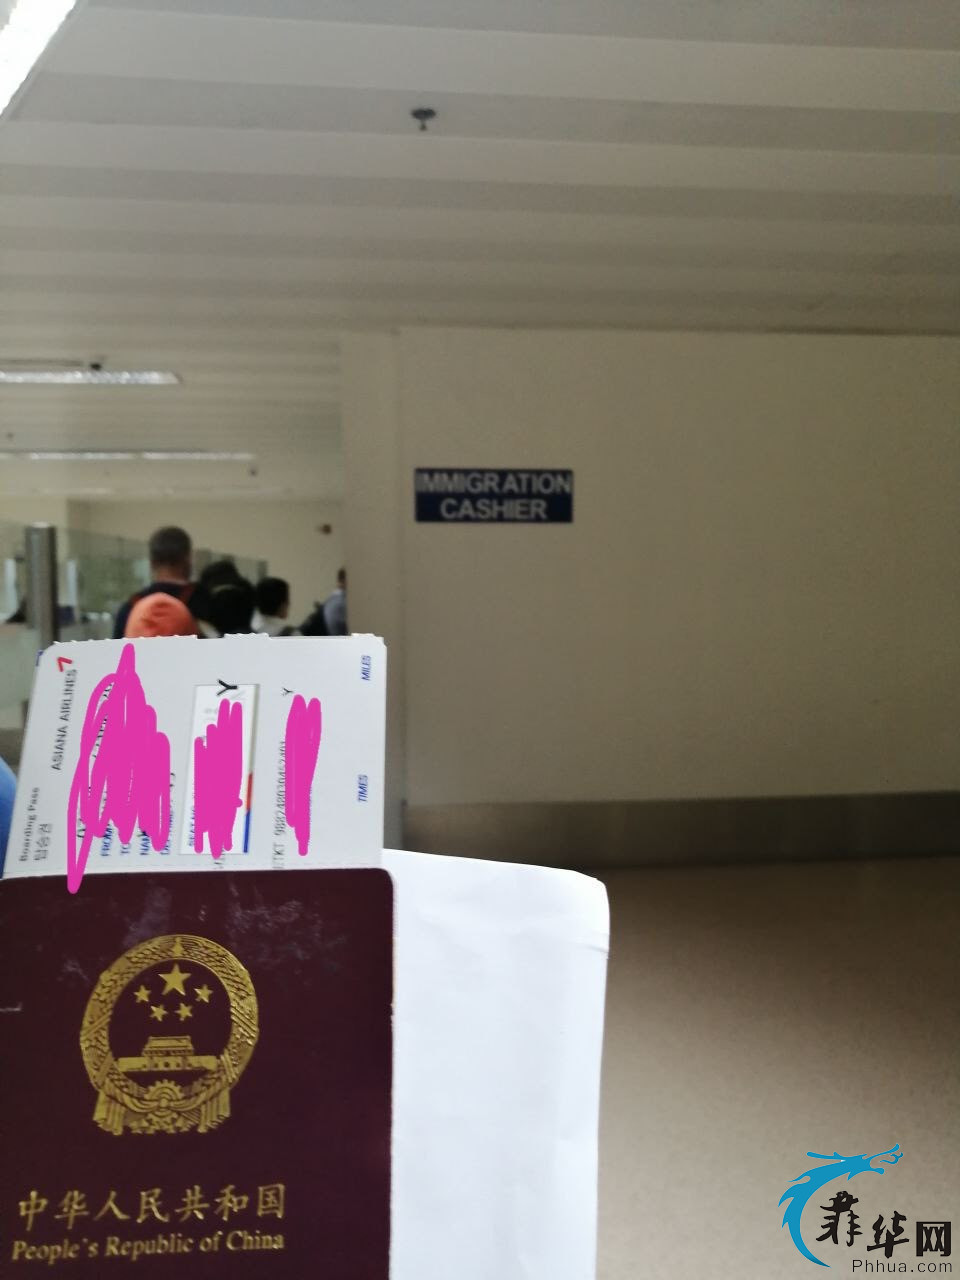 IMMIGRATION
CASHIER
ASIANA AIRLINES
Boarding Pass
탑승권
FROM
MILES
TIMES
Y
Y
中华人民共和国
People's Republic of China
菲华网
Phhua.com